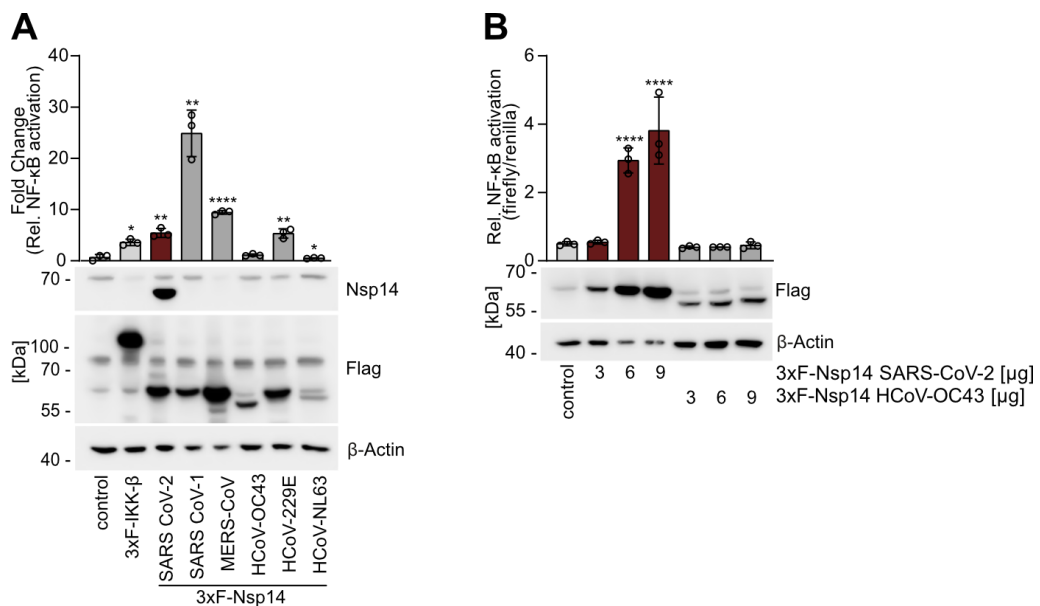 A
Fold Change
(Rel. NF-κB activation)
40
30
20
10
0
*
**
**
****
**
*
70 -
Nsp14
[kDa]
100 -
70 -
55 -
Flag
40 -
β-Actin
control
3xF-IKK-β
SARS CoV-2
SARS CoV-1
MERS-CoV
HCoV-OC43
HCoV-229E
HCoV-NL63
3xF-Nsp14
B
Rel. NF-κB activation
(firefly/renilla)
6
4
2
0
****
****
[kDa]
70 -
55 -
Flag
40 -
β-Actin
control
3 6 9 3xF-Nsp14 SARS-CoV-2 [µg]
3 6 9 3xF-Nsp14 HCoV-OC43 [µg]